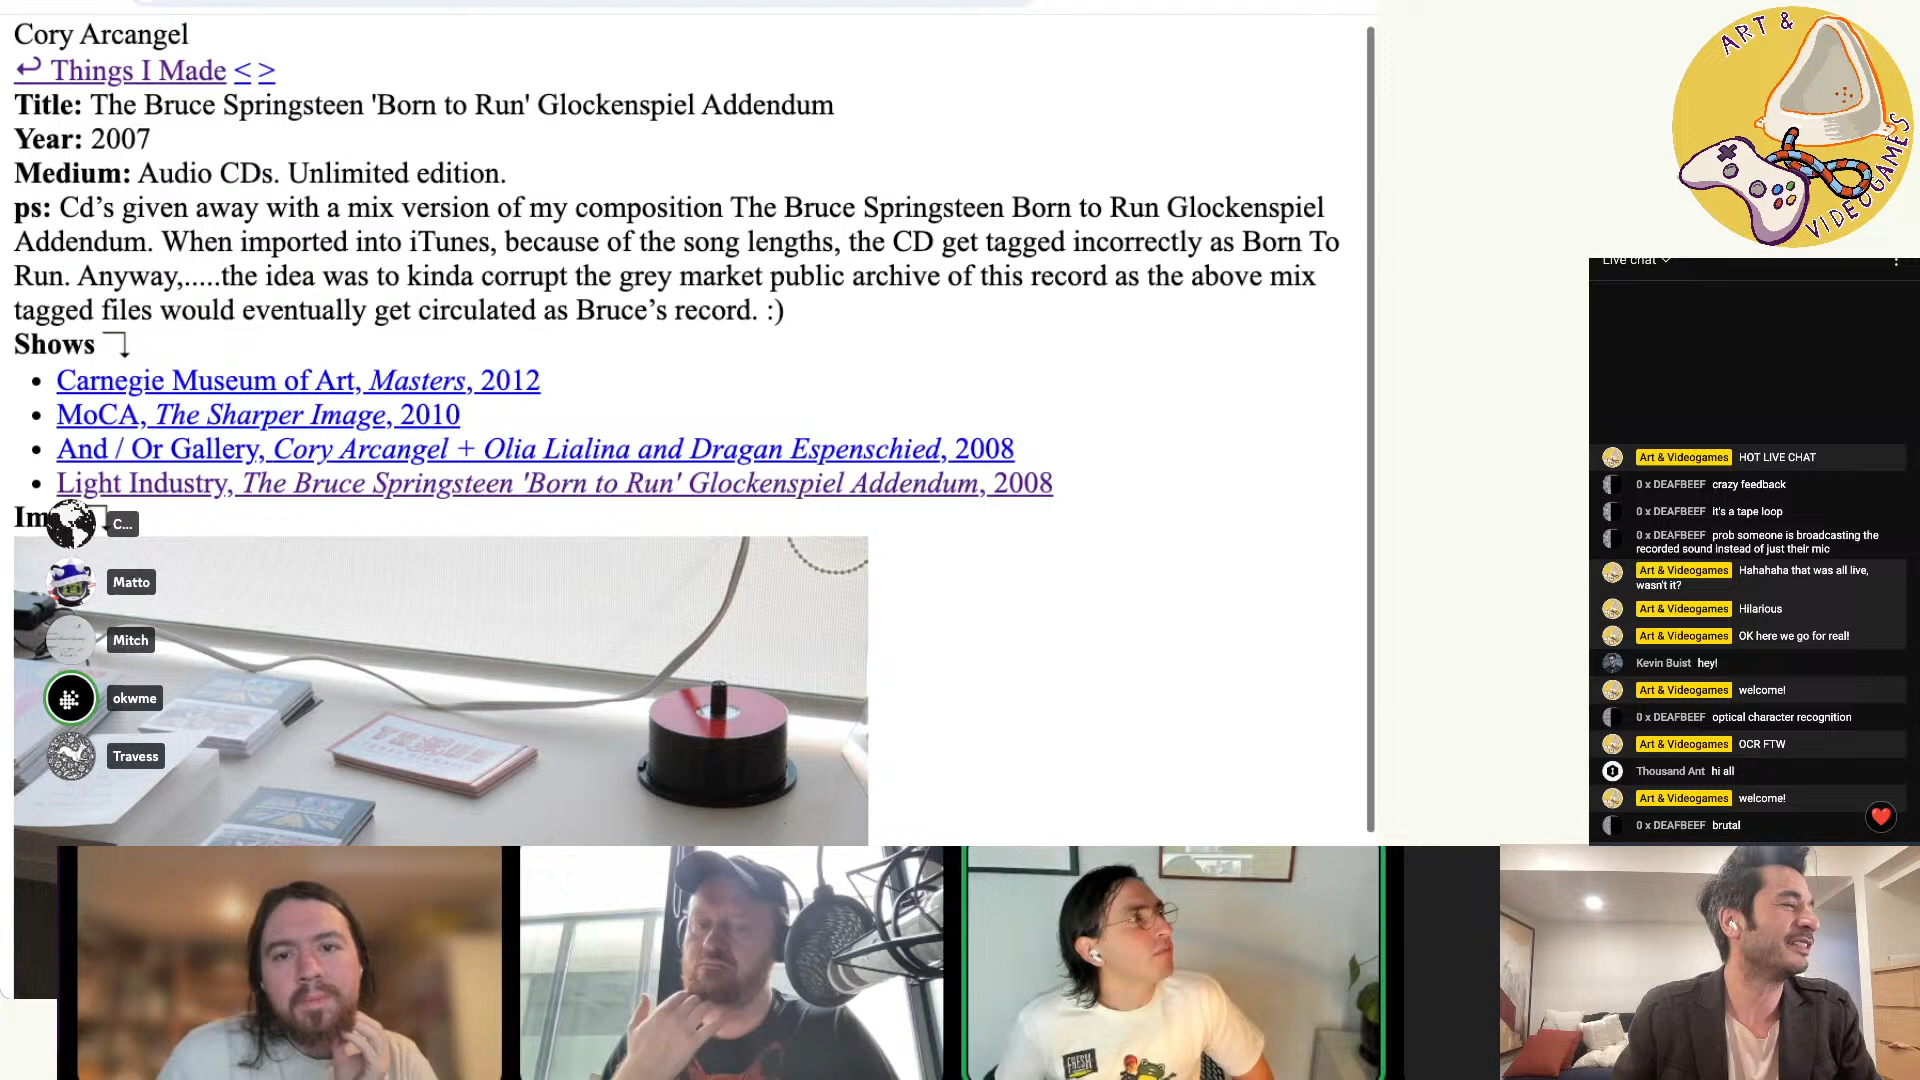 Cory Arcangel
↩ Things I Made < >
Title: The Bruce Springsteen 'Born to Run' Glockenspiel Addendum
Year: 2007
Medium: Audio CDs. Unlimited edition.
ps: Cd’s given away with a mix version of my composition The Bruce Springsteen Born to Run Glockenspiel
Addendum. When imported into iTunes, because of the song lengths, the CD get tagged incorrectly as Born To
Run. Anyway,.....the idea was to kinda corrupt the grey market public archive of this record as the above mix
tagged files would eventually get circulated as Bruce’s record. :)
Shows
• Carnegie Museum of Art, Masters, 2012
• MoCA, The Sharper Image, 2010
• And / Or Gallery, Cory Arcangel + Olia Lialina and Dragan Espenschied, 2008
• Light Industry, The Bruce Springsteen 'Born to Run' Glockenspiel Addendum, 2008
C...
Matto
Mitch
okwme
Travess
FRESH
ART &
VIDEOGAMES
Live chat
Art & Videogames HOT LIVE CHAT
0 x DEAFBEEF crazy feedback
0 x DEAFBEEF it's a tape loop
0 x DEAFBEEF prob someone is broadcasting the
recorded sound instead of just their mic
Art & Videogames Hahahaha that was all live,
wasn't it?
Art & Videogames Hilarious
Art & Videogames OK here we go for real!
Kevin Buist hey!
Art & Videogames welcome!
0 x DEAFBEEF optical character recognition
Art & Videogames OCR FTW
Thousand Ant hi all
Art & Videogames welcome!
0 x DEAFBEEF brutal